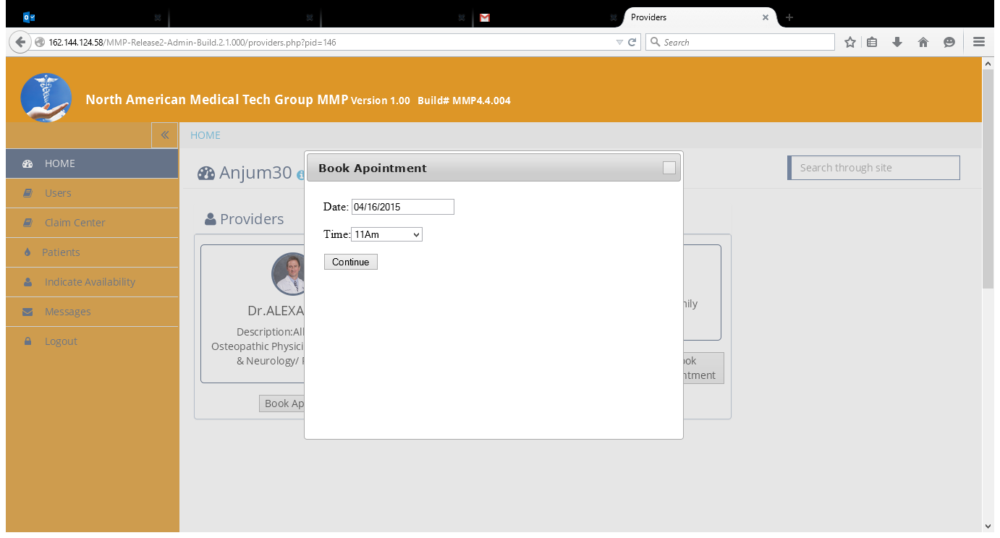 Providers
162.144.124.58/MMP-Release2-Admin-Build.2.1.000/providers.php?pid=146
Search
North American Medical Tech Group MMP Version 1.00 Build# MMP4.4.004
HOME
HOME
Users
Claim Center
Patients
Indicate Availability
Messages
Logout
Anjum30
Search through site
Providers
Dr.ALEXA
Description:All
Osteopathic Physici
& Neurology/
Book Ap
Book Apointment
Date: 04/16/2015
Time: 11Am
Continue
nily
ook
ntment